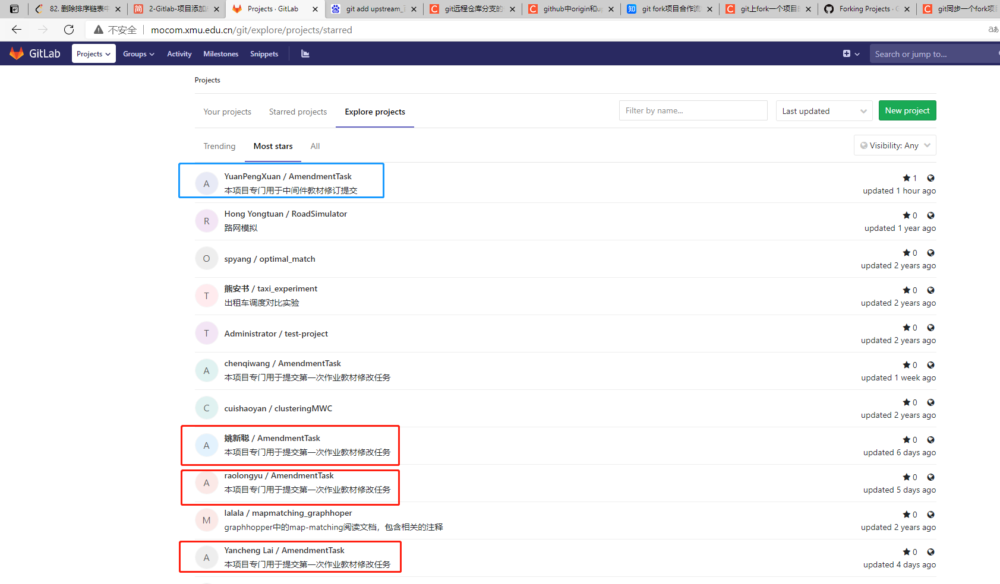 82. 删除排序链表中
2-Gitlab-项目添加
Projects · GitLab
git add upstream_
git远程仓库分支的
github中origin和u
git fork项目合作流
git上fork一个项目的
Forking Projects ·
git同步一个fork项
不安全 mocom.xmu.edu.cn/git/explore/projects/starred aあ
GitLab Projects Groups Activity Milestones Snippets Search or jump to...
Projects
Your projects Starred projects Explore projects Filter by name... Last updated New project
Trending Most stars All Visibility: Any
A YuanPengXuan / AmendmentTask 1
本项目专门用于中间件教材修订提交 updated 1 hour ago
R Hong Yongtuan / RoadSimulator 0
路网模拟 updated 1 year ago
O spyang / optimal_match 0
updated 2 years ago
T 熊安书 / taxi_experiment 0
出租车调度对比实验 updated 2 years ago
T Administrator / test-project 0
updated 2 years ago
A chenqiwang / AmendmentTask 0
本项目专门用于提交第一次作业教材修改任务 updated 1 week ago
C cuishaoyan / clusteringMWC 0
updated 2 years ago
A 姚新聪 / AmendmentTask 0
本项目专门用于提交第一次作业教材修改任务 updated 6 days ago
A raolongyu / AmendmentTask 0
本项目专门用于提交第一次作业教材修改任务 updated 5 days ago
M lalala / mapmatching_graphhoper 0
graphhopper中的map-matching阅读文档，包含相关的注释 updated 2 years ago
A Yancheng Lai / AmendmentTask 0
本项目专门用于提交第一次作业教材修改任务 updated 4 days ago